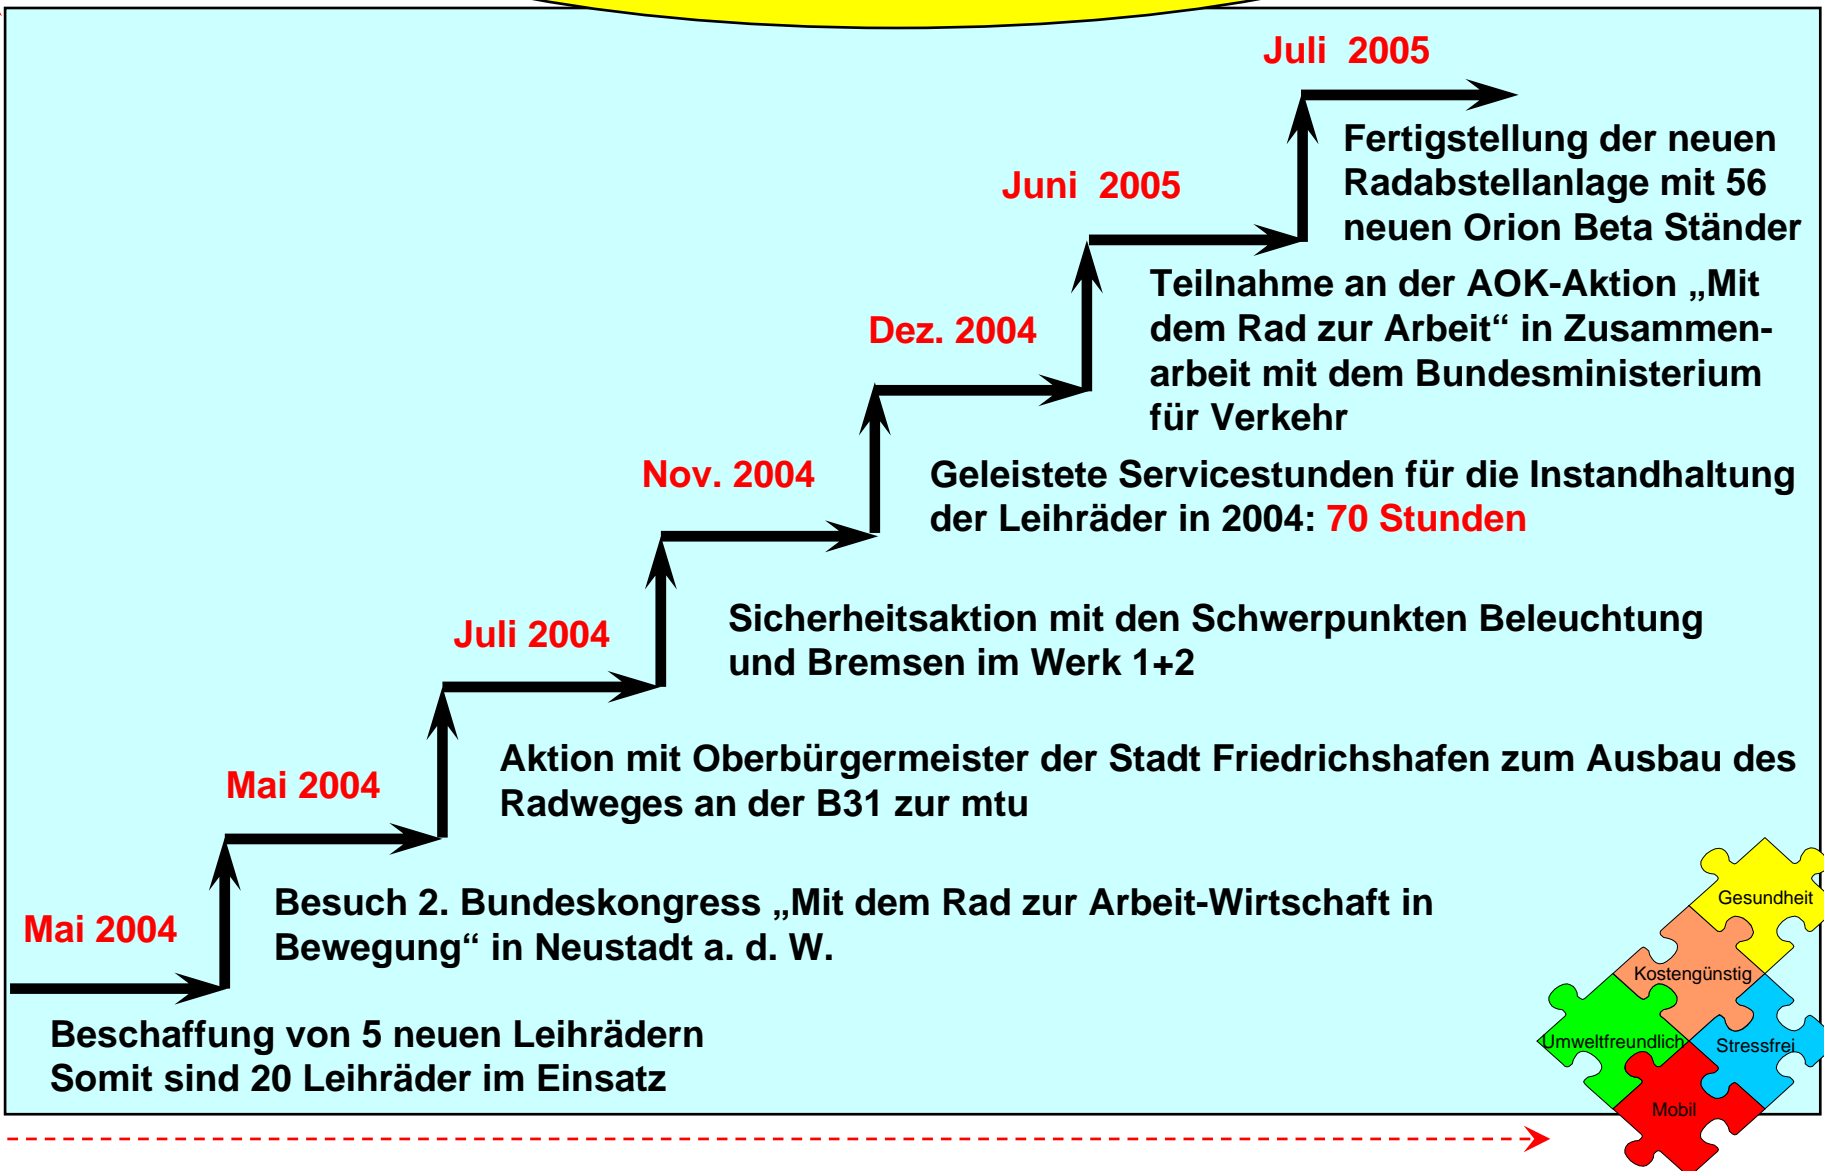 Juli 2005
Fertigstellung der neuen
Radabstellanlage mit 56
neuen Orion Beta Ständer
Juni 2005
Teilnahme an der AOK-Aktion „Mit
dem Rad zur Arbeit“ in Zusammen-
arbeit mit dem Bundesministerium
für Verkehr
Dez. 2004
Geleistete Servicestunden für die Instandhaltung
der Leihräder in 2004: 70 Stunden
Nov. 2004
Sicherheitsaktion mit den Schwerpunkten Beleuchtung
und Bremsen im Werk 1+2
Juli 2004
Aktion mit Oberbürgermeister der Stadt Friedrichshafen zum Ausbau des
Radweges an der B31 zur mtu
Mai 2004
Besuch 2. Bundeskongress „Mit dem Rad zur Arbeit-Wirtschaft in
Bewegung“ in Neustadt a. d. W.
Mai 2004
Beschaffung von 5 neuen Leihrädern
Somit sind 20 Leihräder im Einsatz
Gesundheit
Kostengünstig
Umweltfreundlich
Stressfrei
Mobil